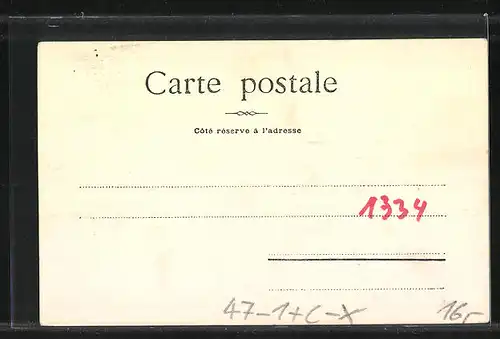 Carte postale
Côté réservé à l'adresse
1334
47-1+C-X
16,-